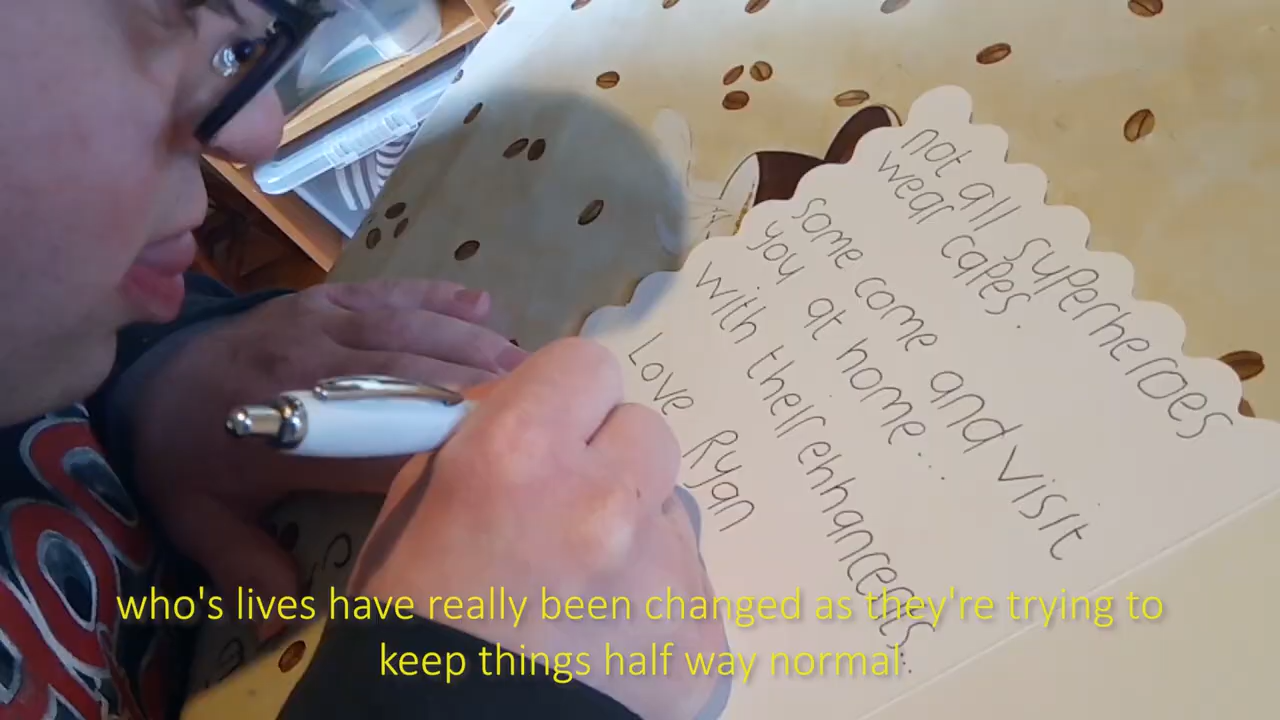 not all superheroes
wear capes.
some come and visit
you at home...
with their enhanceals.
Love Ryan
who's lives have really been changed as they're trying to
keep things half way normal